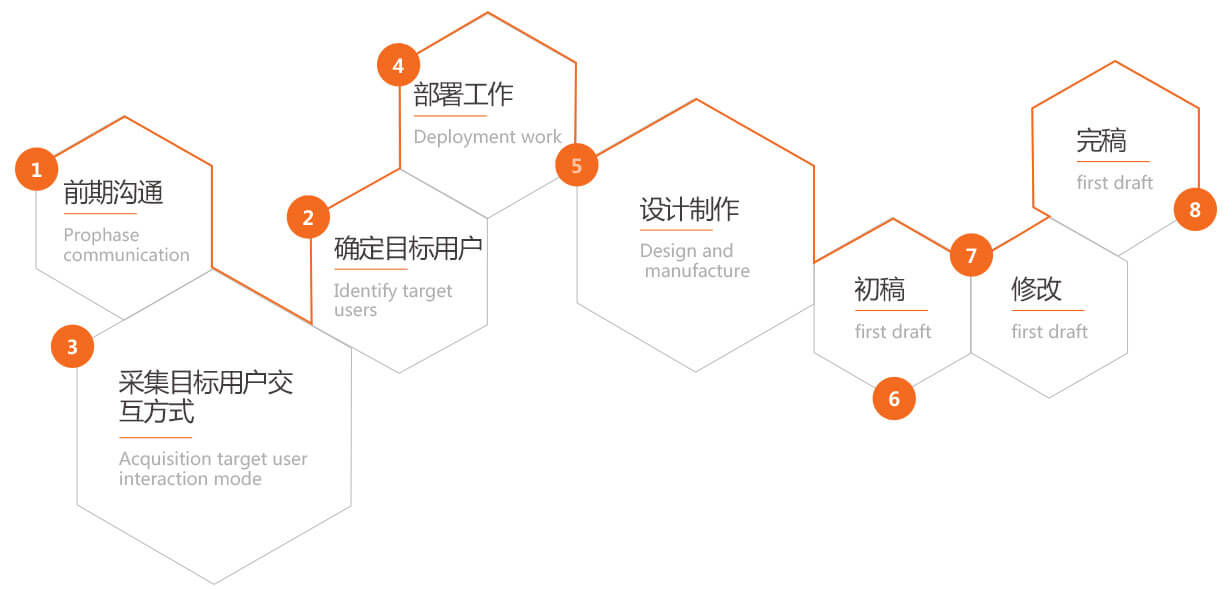 1
前期沟通
Prophase
communication
2
确定目标用户
Identify target
users
3
采集目标用户交
互方式
Acquisition target user
interaction mode
4
部署工作
Deployment work
5
设计制作
Design and
manufacture
6
初稿
first draft
7
修改
first draft
8
完稿
first draft